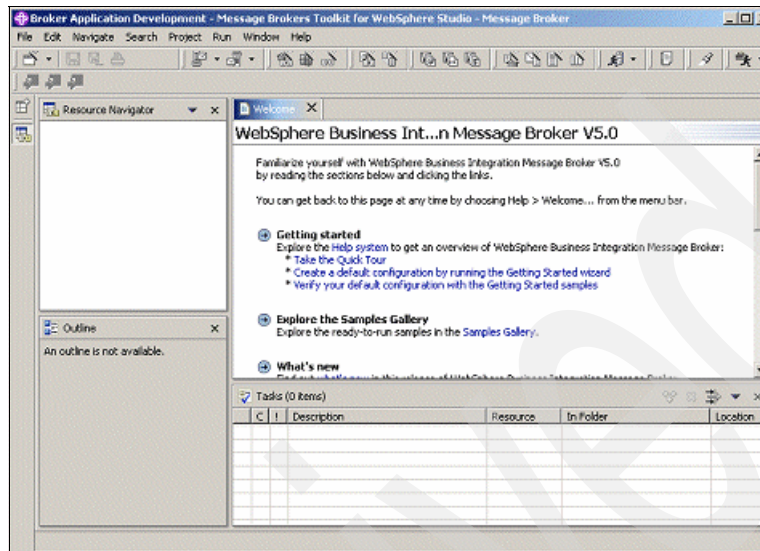 Broker Application Development - Message Brokers Toolkit for WebSphere Studio - Message Broker
File Edit Navigate Search Project Run Window Help
Resource Navigator
Welcome
WebSphere Business Int...n Message Broker V5.0
Familiarize yourself with WebSphere Business Integration Message Broker V5.0
by reading the sections below and clicking the links.
You can get back to this page at any time by choosing Help > Welcome... from the menu bar.
Getting started
Explore the Help system to get an overview of WebSphere Business Integration Message Broker:
* Take the Quick Tour
* Create a default configuration by running the Getting Started wizard
* Verify your default configuration with the Getting Started samples
Explore the Samples Gallery
Explore the ready-to-run samples in the Samples Gallery.
What's new
Outline
An outline is not available.
Tasks (0 items)
C ! Description Resource In Folder Location